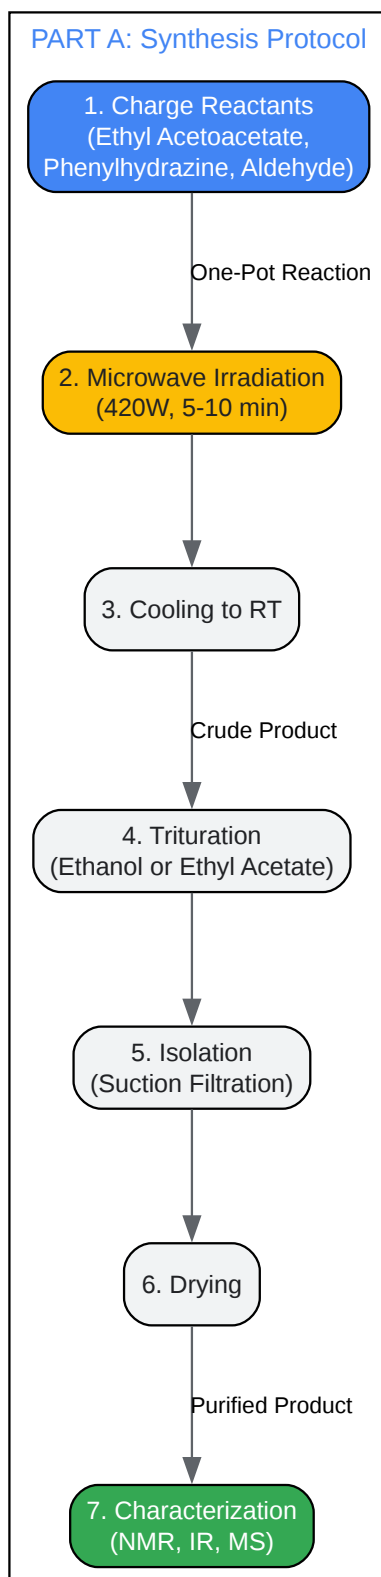 PART A: Synthesis Protocol
1. Charge Reactants
(Ethyl Acetoacetate,
Phenylhydrazine, Aldehyde)
One-Pot Reaction
2. Microwave Irradiation
(420W, 5-10 min)
3. Cooling to RT
Crude Product
4. Trituration
(Ethanol or Ethyl Acetate)
5. Isolation
(Suction Filtration)
6. Drying
Purified Product
7. Characterization
(NMR, IR, MS)